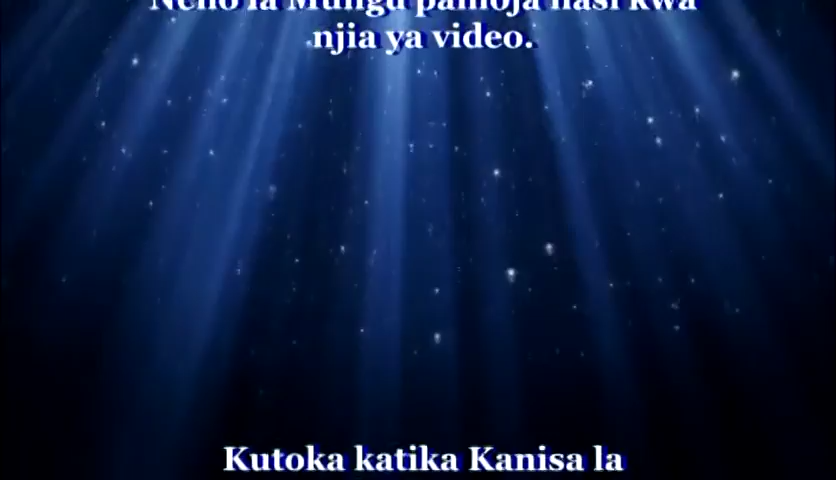 Neno la Mungu pamoja nasi kwa
njia ya video.
Kutoka katika Kanisa la